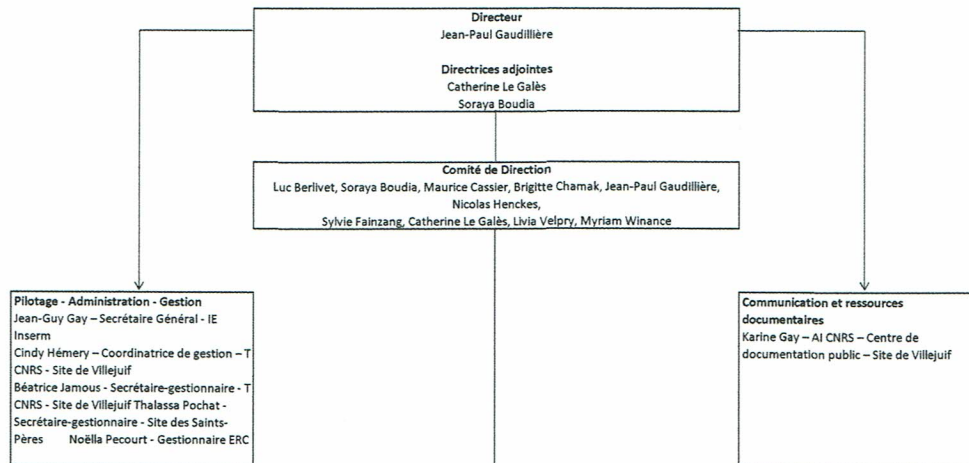 Directeur
Jean-Paul Gaudillière
Directrices adjointes
Catherine Le Galès
Soraya Boudia
Comité de Direction
Luc Berlivet, Soraya Boudia, Maurice Cassier, Brigitte Chamak, Jean-Paul Gaudillière,
Nicolas Henckes,
Sylvie Fainzang, Catherine Le Galès, Livia Velpry, Myriam Winance
Pilotage - Administration - Gestion
Jean-Guy Gay – Secrétaire Général - IE
Inserm
Cindy Hémery – Coordinatrice de gestion – T
CNRS - Site de Villejuif
Béatrice Jamous - Secrétaire-gestionnaire - T
CNRS - Site de Villejuif Thalassa Pochat -
Secrétaire-gestionnaire - Site des Saints-
Pères Noëlla Pecourt - Gestionnaire ERC
Communication et ressources
documentaires
Karine Gay – AI CNRS – Centre de
documentation public – Site de Villejuif